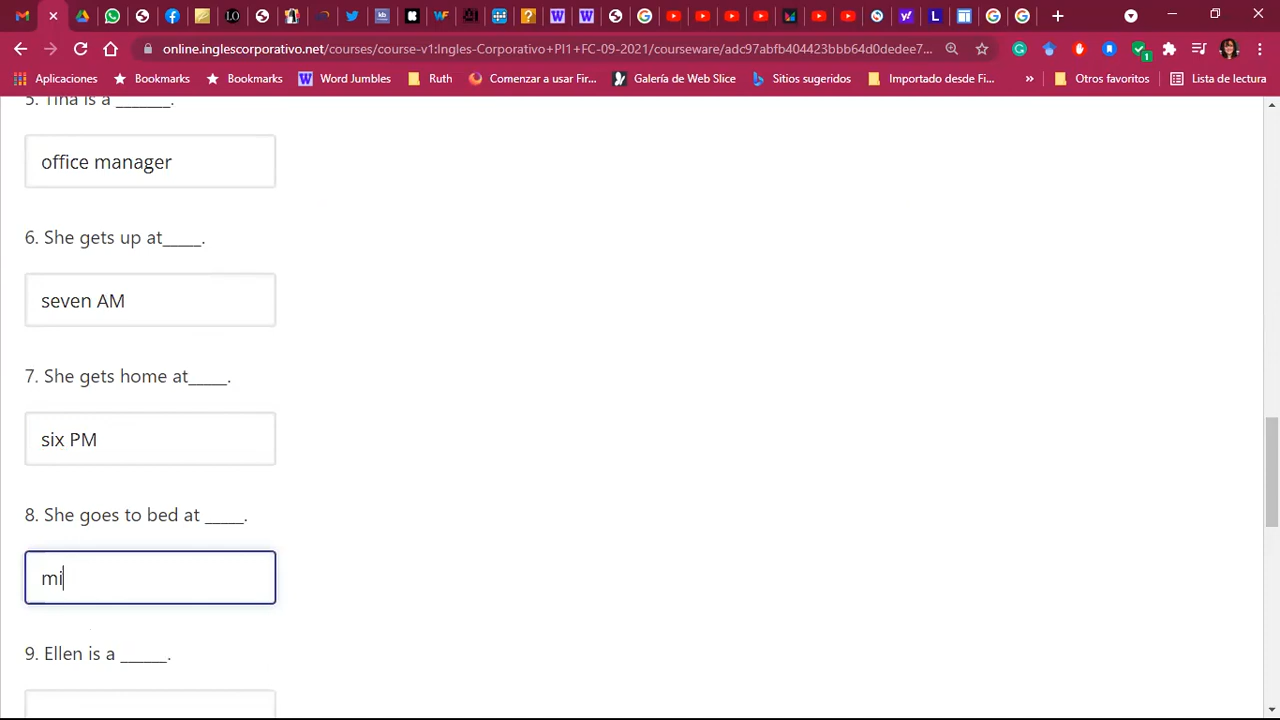 online.inglescorporativo.net/courses/course-v1:Ingles-Corporativo+PI1+FC-09-2021/courseware/adc97abfb404423bbb64d0dedee7...
Aplicaciones
Bookmarks
Bookmarks
Word Jumbles
Ruth
Comenzar a usar Fir...
Galería de Web Slice
Sitios sugeridos
Importado desde Fi...
»
Otros favoritos
Lista de lectura
5. Tina is a _______.
office manager
6. She gets up at_____.
seven AM
7. She gets home at_____.
six PM
8. She goes to bed at _____.
mi
9. Ellen is a ______.